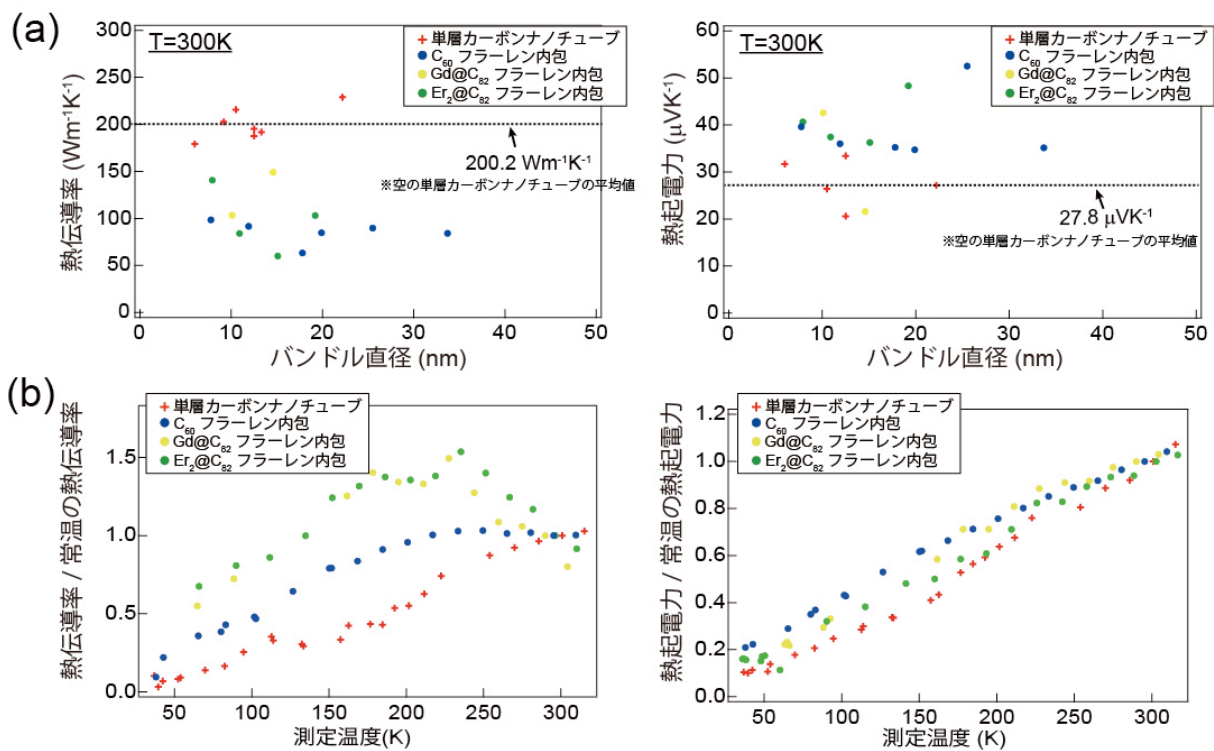 (a)
T=300K
単層カーボンナノチューブ
C₆₀ フラーレン内包
Gd@C₈₂ フラーレン内包
Er₂@C₈₂ フラーレン内包
200.2 Wm⁻¹K⁻¹
※空の単層カーボンナノチューブの平均値
熱伝導率 (Wm⁻¹K⁻¹)
300
250
200
150
100
50
0
0 10 20 30 40 50
バンドル直径 (nm)
T=300K
単層カーボンナノチューブ
C₆₀ フラーレン内包
Gd@C₈₂ フラーレン内包
Er₂@C₈₂ フラーレン内包
27.8 μVK⁻¹
※空の単層カーボンナノチューブの平均値
熱起電力 (μVK⁻¹)
60
50
40
30
20
10
0
0 10 20 30 40 50
バンドル直径 (nm)
(b)
単層カーボンナノチューブ
C₆₀ フラーレン内包
Gd@C₈₂ フラーレン内包
Er₂@C₈₂ フラーレン内包
熱伝導率 / 常温の熱伝導率
1.5
1.0
0.5
0.0
50 100 150 200 250 300
測定温度(K)
単層カーボンナノチューブ
C₆₀ フラーレン内包
Gd@C₈₂ フラーレン内包
Er₂@C₈₂ フラーレン内包
熱起電力 / 常温の熱起電力
1.2
1.0
0.8
0.6
0.4
0.2
0.0
50 100 150 200 250 300
測定温度(K)